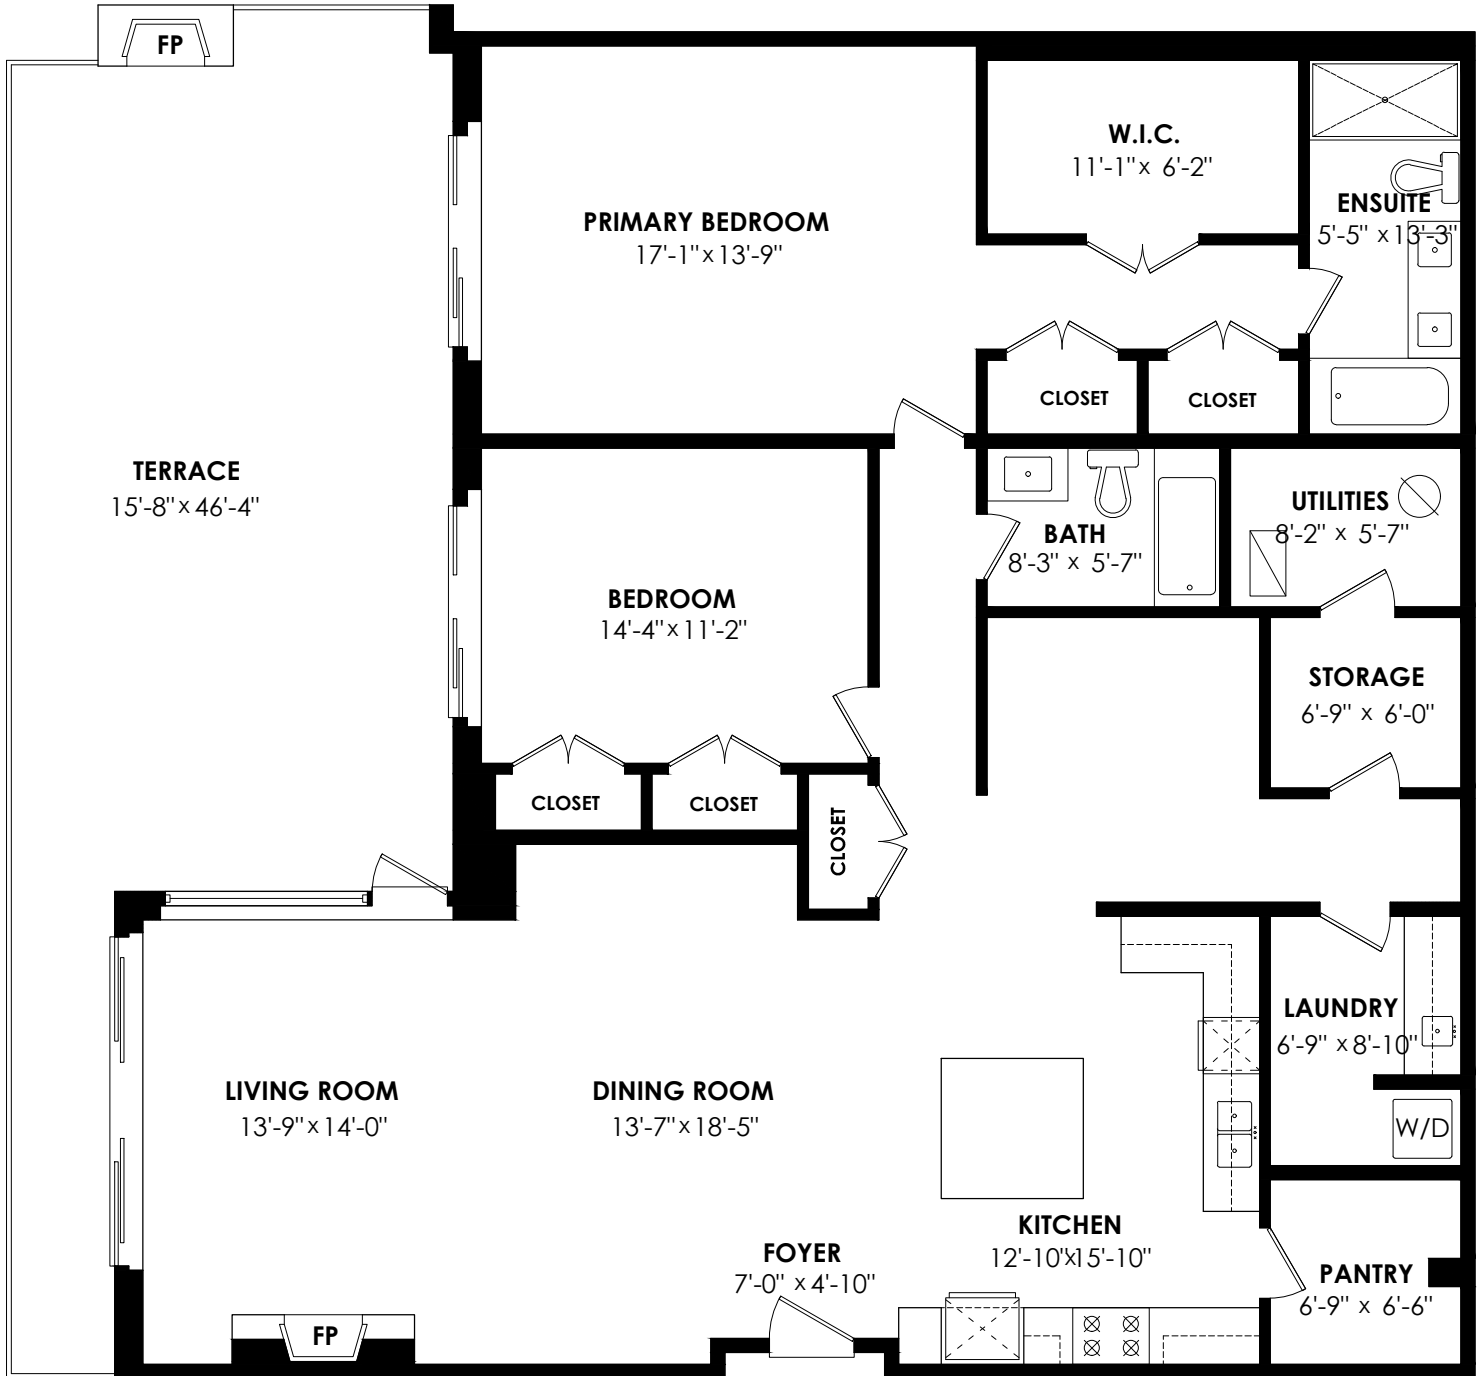 FP
W.I.C.
11'-1" x 6'-2"
PRIMARY BEDROOM
17'-1" x 13'-9"
ENSUITE
5'-5" x 13'-3"
CLOSET
CLOSET
TERRACE
15'-8" x 46'-4"
UTILITIES
8'-2" x 5'-7"
BATH
8'-3" x 5'-7"
BEDROOM
14'-4" x 11'-2"
STORAGE
6'-9" x 6'-0"
CLOSET
CLOSET
CLOSET
LAUNDRY
6'-9" x 8'-10"
LIVING ROOM
13'-9" x 14'-0"
DINING ROOM
13'-7" x 18'-5"
W/D
KITCHEN
12'-10" x 15'-10"
FOYER
7'-0" x 4'-10"
PANTRY
6'-9" x 6'-6"
FP